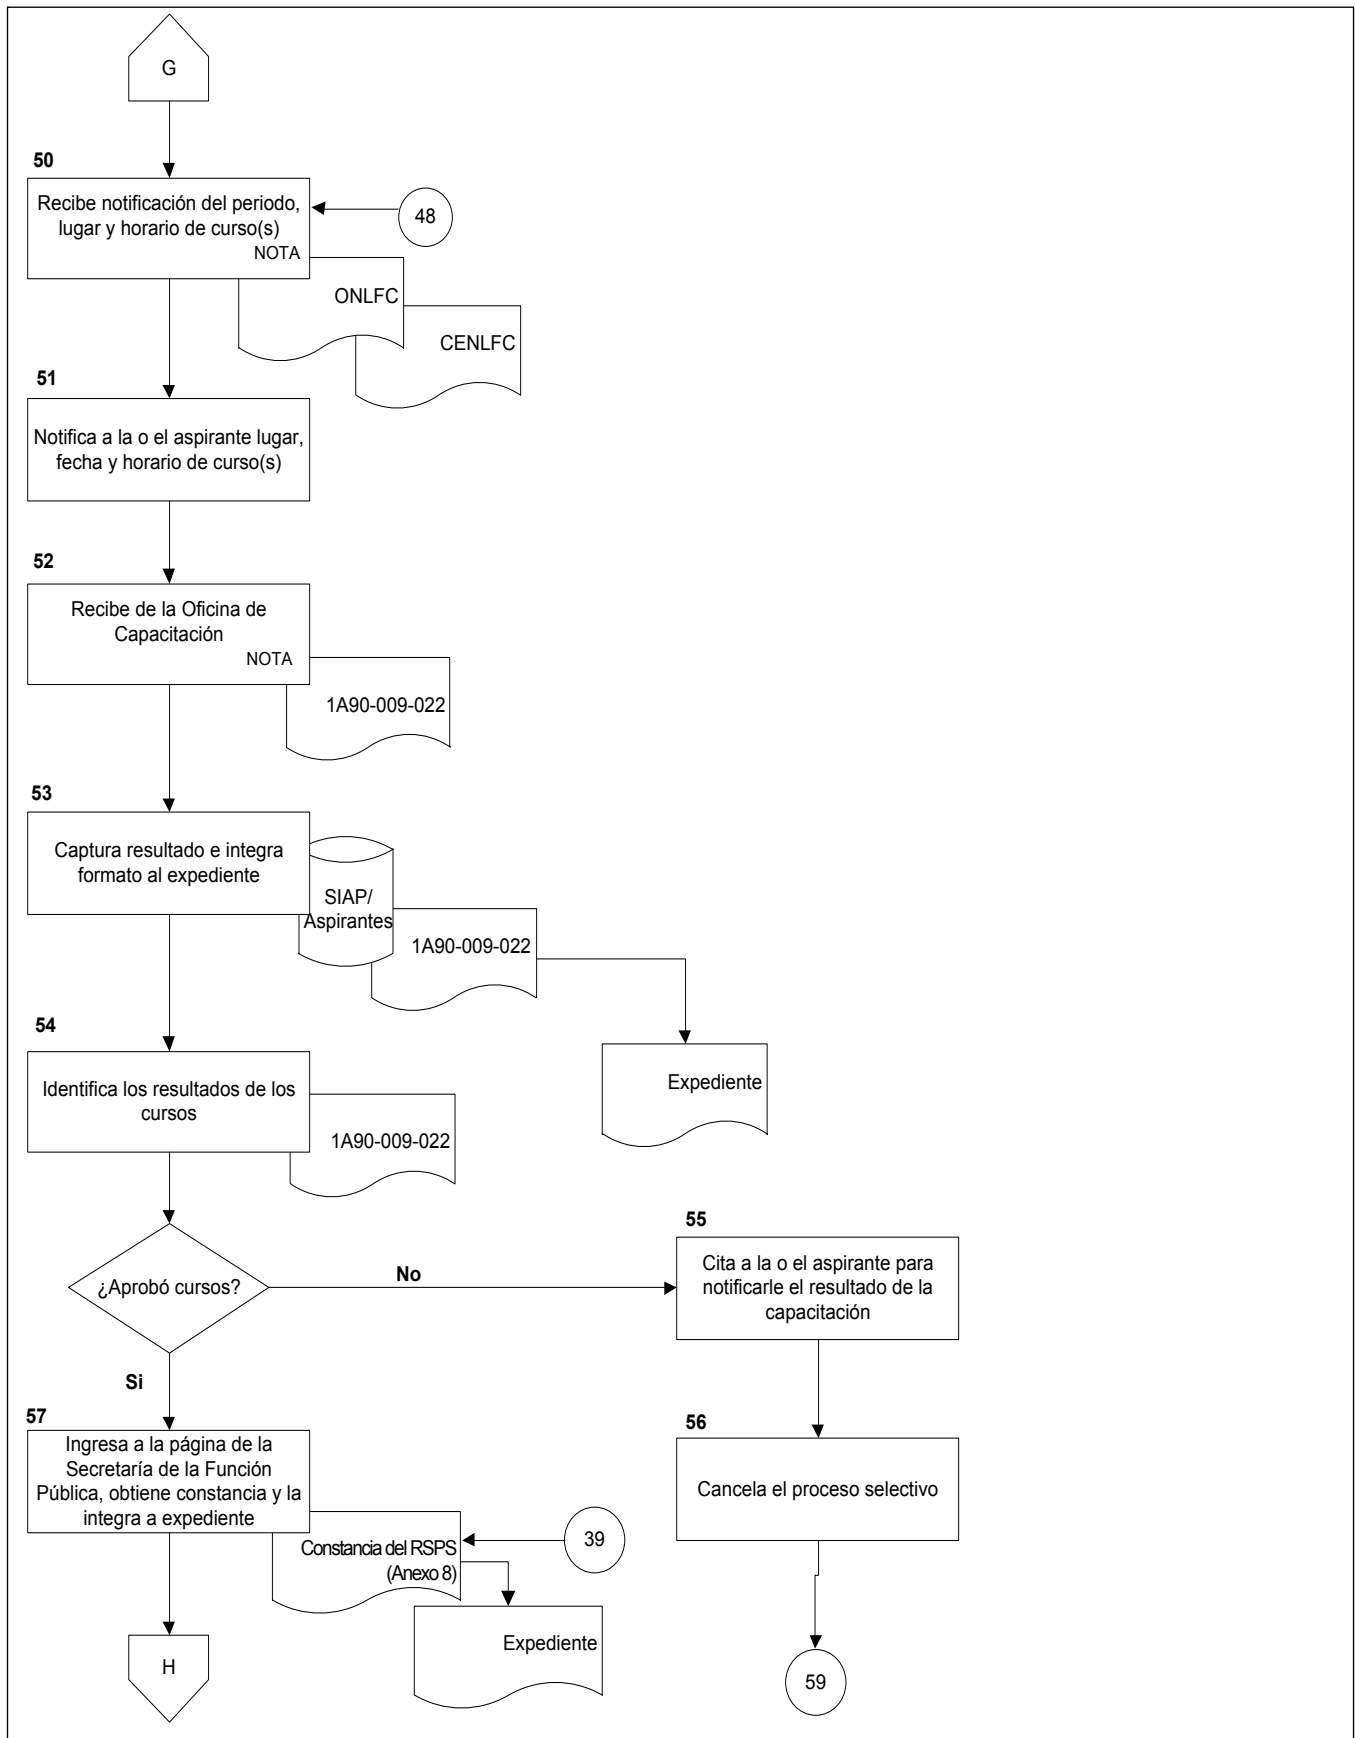 G
50
Recibe notificación del periodo,
lugar y horario de curso(s)
NOTA
48
ONLFC
CENLFC
51
Notifica a la o el aspirante lugar,
fecha y horario de curso(s)
52
Recibe de la Oficina de
Capacitación
NOTA
1A90-009-022
53
Captura resultado e integra
formato al expediente
SIAP/
Aspirantes
1A90-009-022
Expediente
54
Identifica los resultados de los
cursos
1A90-009-022
¿Aprobó cursos?
No
55
Cita a la o el aspirante para
notificarle el resultado de la
capacitación
Si
56
Cancela el proceso selectivo
57
Ingresa a la página de la
Secretaría de la Función
Pública, obtiene constancia y la
integra a expediente
Constancia del RSPS
(Anexo 8)
39
Expediente
H
59